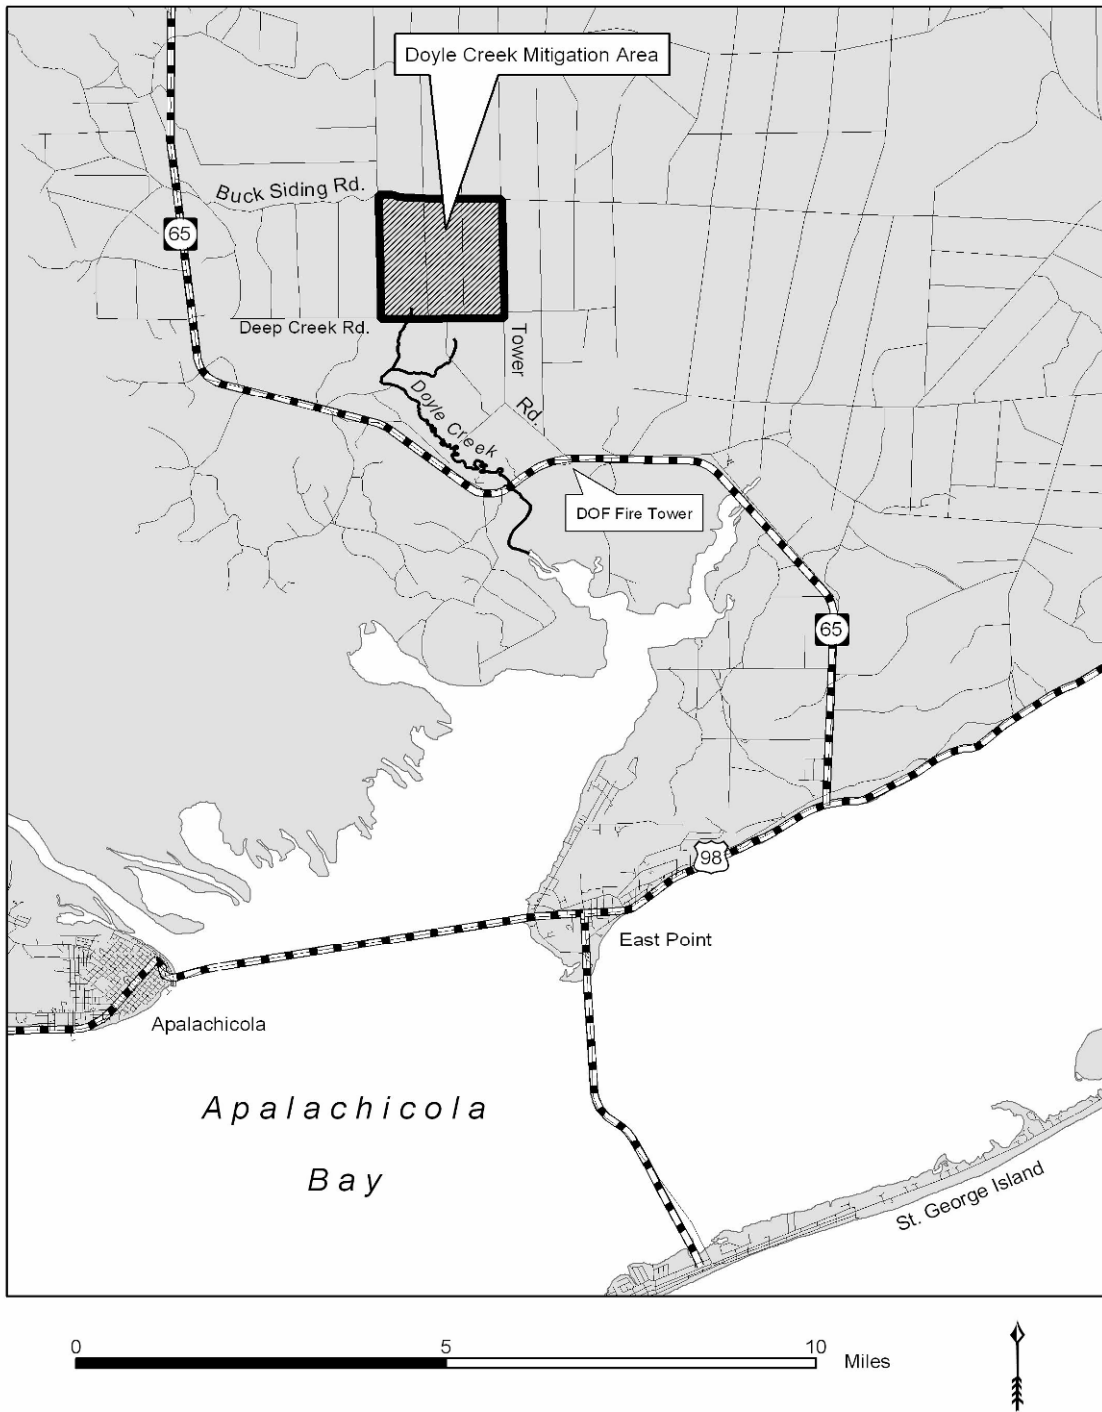 Doyle Creek Mitigation Area
Buck Siding Rd.
65
Deep Creek Rd.
Tower
Rd.
Doyle Creek
DOF Fire Tower
65
98
East Point
Apalachicola
Apalachicola
Bay
St. George Island
0 5 10 Miles